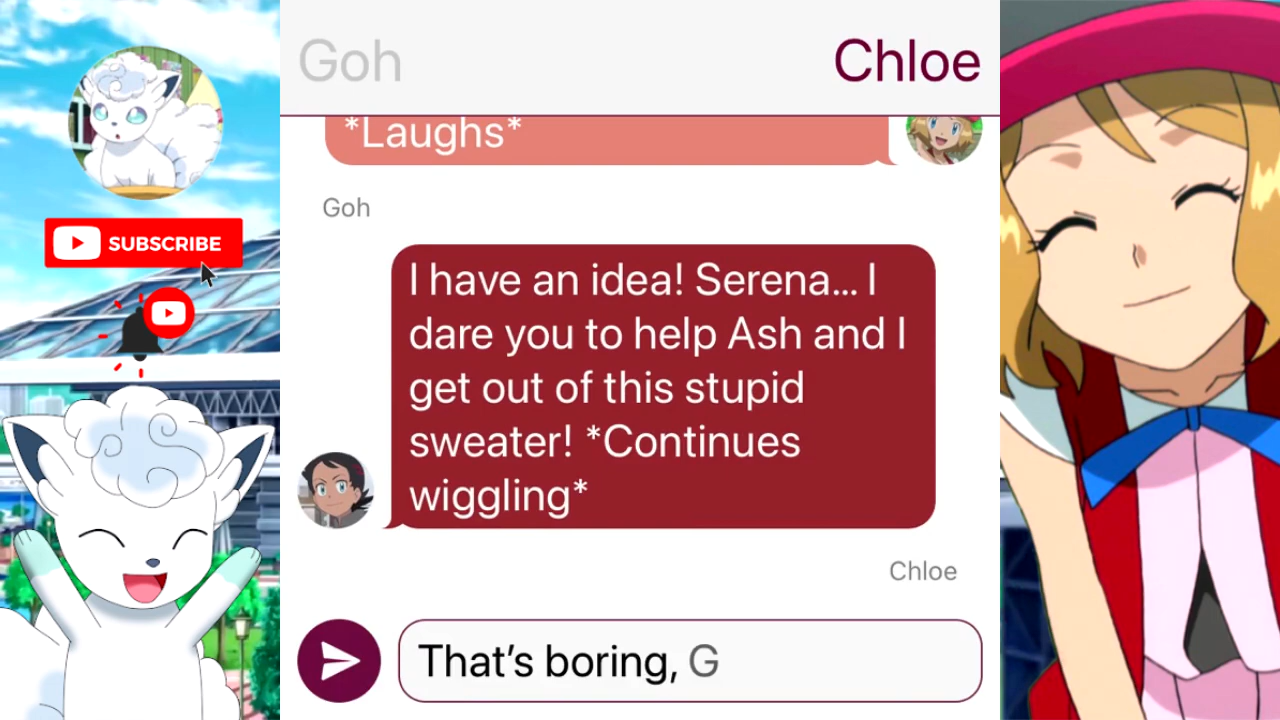 Goh
Chloe
*Laughs*
SUBSCRIBE
Goh
I have an idea! Serena... I
dare you to help Ash and I
get out of this stupid
sweater! *Continues
wiggling*
Chloe
That's boring, G